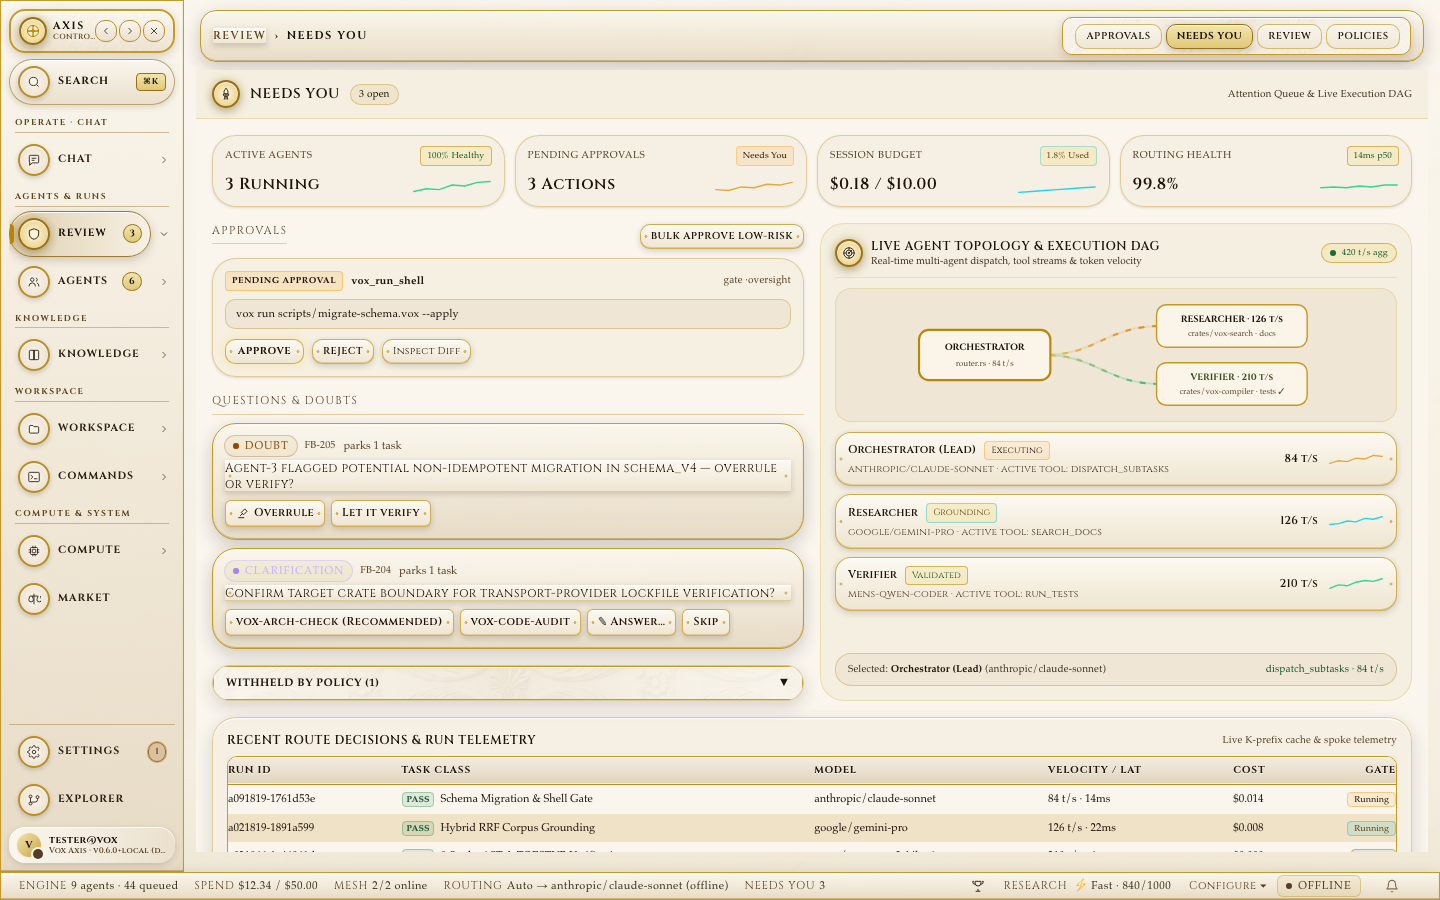 AXIS
CONTRO...
SEARCH
⌘K
OPERATE · CHAT
CHAT
AGENTS & RUNS
REVIEW
3
AGENTS
6
KNOWLEDGE
KNOWLEDGE
WORKSPACE
WORKSPACE
COMMANDS
COMPUTE & SYSTEM
COMPUTE
MARKET
SETTINGS
1
EXPLORER
V
TESTER@VOX
VOX AXIS · V0.6.0+LOCAL (D...
REVIEW › NEEDS YOU
APPROVALS
NEEDS YOU
REVIEW
POLICIES
NEEDS YOU
3 open
Attention Queue & Live Execution DAG
ACTIVE AGENTS
100% Healthy
3 RUNNING
PENDING APPROVALS
Needs You
3 ACTIONS
SESSION BUDGET
1.8% Used
$0.18 / $10.00
ROUTING HEALTH
14ms p50
99.8%
APPROVALS
BULK APPROVE LOW-RISK
PENDING APPROVAL vox_run_shell
gate ·oversight
vox run scripts/migrate-schema.vox --apply
APPROVE
REJECT
INSPECT DIFF
QUESTIONS & DOUBTS
DOUBT FB-205 parks 1 task
AGENT-3 FLAGGED POTENTIAL NON-IDEMPOTENT MIGRATION IN SCHEMA_V4 — OVERRULE
OR VERIFY?
OVERRULE
LET IT VERIFY
CLARIFICATION FB-204 parks 1 task
CONFIRM TARGET CRATE BOUNDARY FOR TRANSPORT-PROVIDER LOCKFILE VERIFICATION?
VOX-ARCH-CHECK (RECOMMENDED)
VOX-CODE-AUDIT
✎ ANSWER...
SKIP
WITHHELD BY POLICY (1)
▼
LIVE AGENT TOPOLOGY & EXECUTION DAG
Real-time multi-agent dispatch, tool streams & token velocity
420 t/s agg
ORCHESTRATOR
router.rs · 84 t/s
RESEARCHER · 126 T/S
crates/vox-search · docs
VERIFIER · 210 T/S
crates/vox-compiler · tests ✓
ORCHESTRATOR (LEAD) EXECUTING
ANTHROPIC/CLAUDE-SONNET · ACTIVE TOOL: DISPATCH_SUBTASKS
84 T/S
RESEARCHER GROUNDING
GOOGLE/GEMINI-PRO · ACTIVE TOOL: SEARCH_DOCS
126 T/S
VERIFIER VALIDATED
MENS-QWEN-CODER · ACTIVE TOOL: RUN_TESTS
210 T/S
Selected: Orchestrator (Lead) (anthropic/claude-sonnet)
dispatch_subtasks · 84 t/s
RECENT ROUTE DECISIONS & RUN TELEMETRY
Live K-prefix cache & spoke telemetry
RUN ID TASK CLASS MODEL VELOCITY / LAT COST GATE
a091819-1761d53e PASS Schema Migration & Shell Gate anthropic/claude-sonnet 84 t/s · 14ms $0.014 Running
a021819-1891a599 PASS Hybrid RRF Corpus Grounding google/gemini-pro 126 t/s · 22ms $0.008 Running
ENGINE 9 agents · 44 queued SPEND $12.34 / $50.00 MESH 2/2 online ROUTING Auto → anthropic/claude-sonnet (offline) NEEDS YOU 3 RESEARCH ⚡ Fast · 840/1000 CONFIGURE ▾ OFFLINE